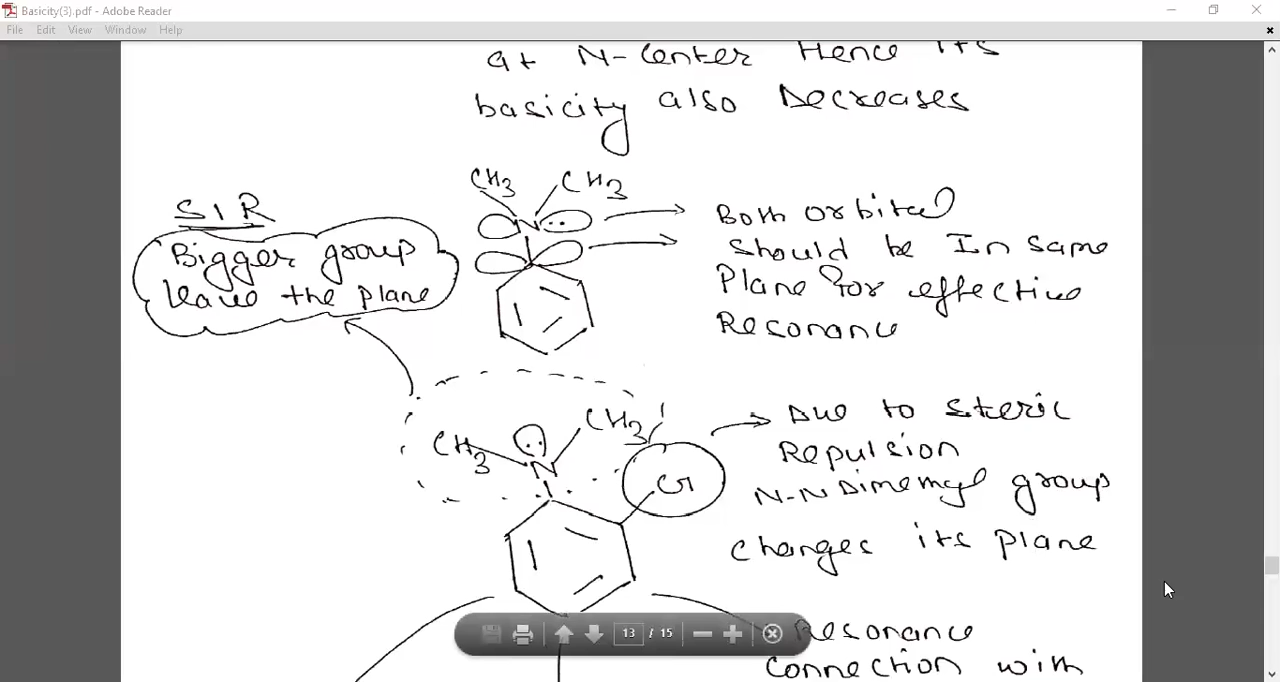 Basicity(3).pdf - Adobe Reader
File Edit View Window Help
at N-Center Hence its
basicity also Decreases
SIR
Bigger group
leave the plane
CH3 CH3
N
Both orbital
should be In same
Plane for effective
Resonance
CH3 CH3
N
Cl
Due to steric
Repulsion
N-N Dimethyl group
changes its plane
13 / 15
Resonance
connection with